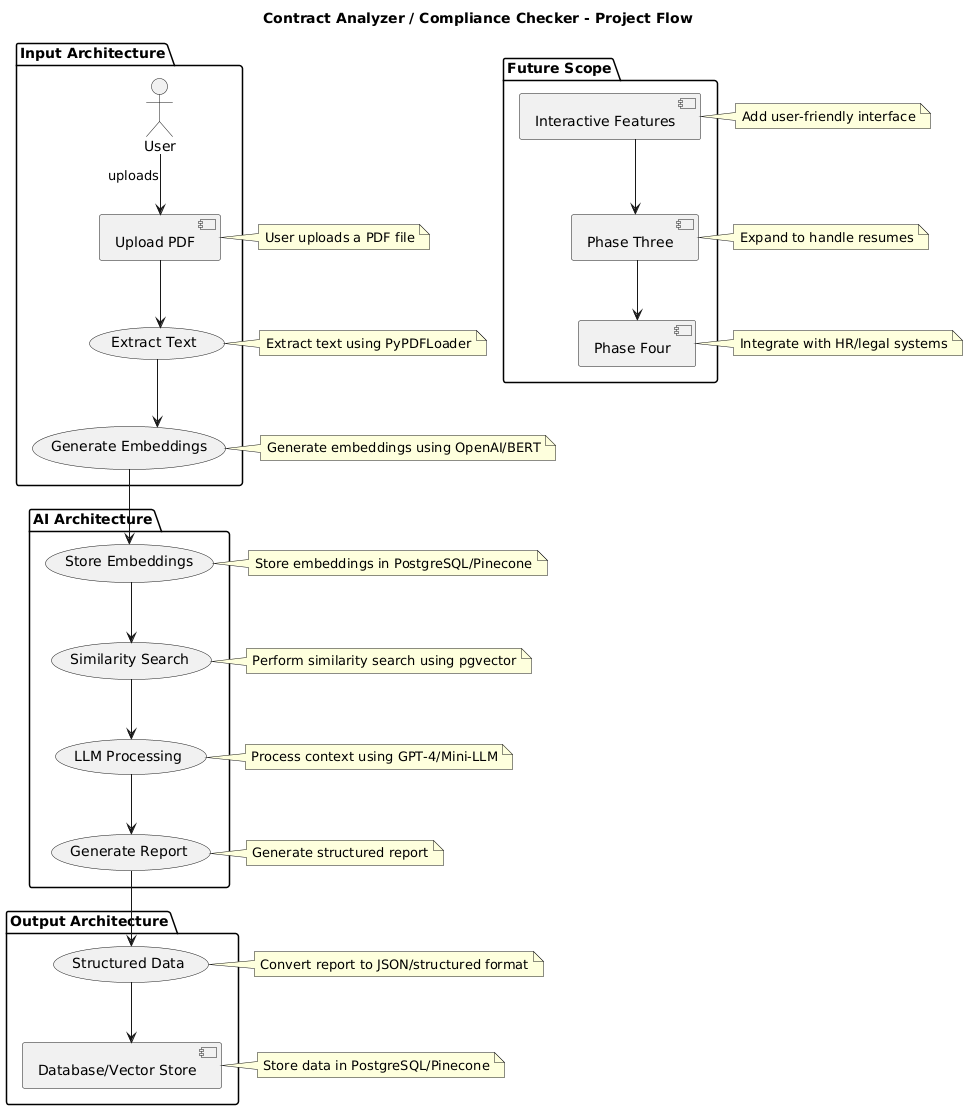 Contract Analyzer / Compliance Checker - Project Flow
Input Architecture
User
uploads
Upload PDF
User uploads a PDF file
Extract Text
Extract text using PyPDFLoader
Generate Embeddings
Generate embeddings using OpenAI/BERT
AI Architecture
Store Embeddings
Store embeddings in PostgreSQL/Pinecone
Similarity Search
Perform similarity search using pgvector
LLM Processing
Process context using GPT-4/Mini-LLM
Generate Report
Generate structured report
Output Architecture
Structured Data
Convert report to JSON/structured format
Database/Vector Store
Store data in PostgreSQL/Pinecone
Future Scope
Interactive Features
Add user-friendly interface
Phase Three
Expand to handle resumes
Phase Four
Integrate with HR/legal systems